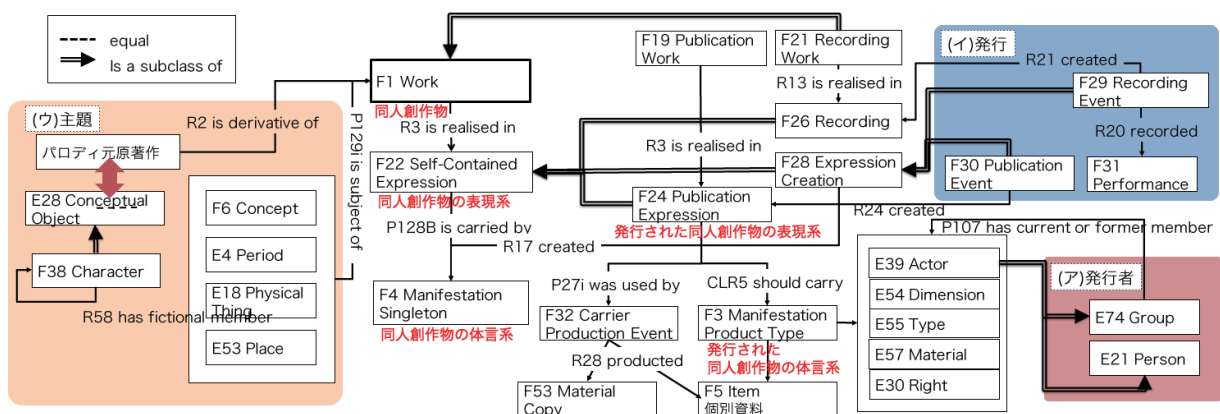 equal
Is a subclass of
(ウ)主題
R2 is derivative of
パロディ元原著作
E28 Conceptual
Object
F38 Character
R58 has fictional member
F6 Concept
E4 Period
E18 Physical
Thing
E53 Place
P129i is subject of
F1 Work
同人創作物
R3 is realised in
F22 Self-Contained
Expression
同人創作物の表現系
P128B is carried by
R17 created
F4 Manifestation
Singleton
同人創作物の体言系
F19 Publication
Work
F21 Recording
Work
R13 is realised in
F26 Recording
R3 is realised in
F28 Expression
Creation
F24 Publication
Expression
発行された同人創作物の表現系
P27i was used by
CLR5 should carry
F32 Carrier
Production Event
F3 Manifestation
Product Type
発行された
同人創作物の体言系
R28 producted
F53 Material
Copy
F5 Item
個別資料
(イ)発行
R21 created
F29 Recording
Event
R20 recorded
F30 Publication
Event
F31
Performance
R24 created
P107 has current or former member
E39 Actor
E54 Dimension
E55 Type
E57 Material
E30 Right
(ア)発行者
E74 Group
E21 Person